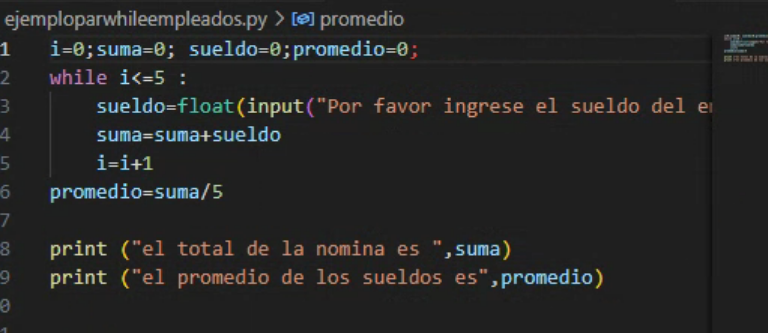 ejemploparwhileempleados.py > promedio
1 i=0;suma=0; sueldo=0;promedio=0;
2 while i<=5 :
3 sueldo=float(input("Por favor ingrese el sueldo del
4 suma=suma+sueldo
5 i=i+1
6 promedio=suma/5
7
8 print ("el total de la nomina es ",suma)
9 print ("el promedio de los sueldos es",promedio)
0